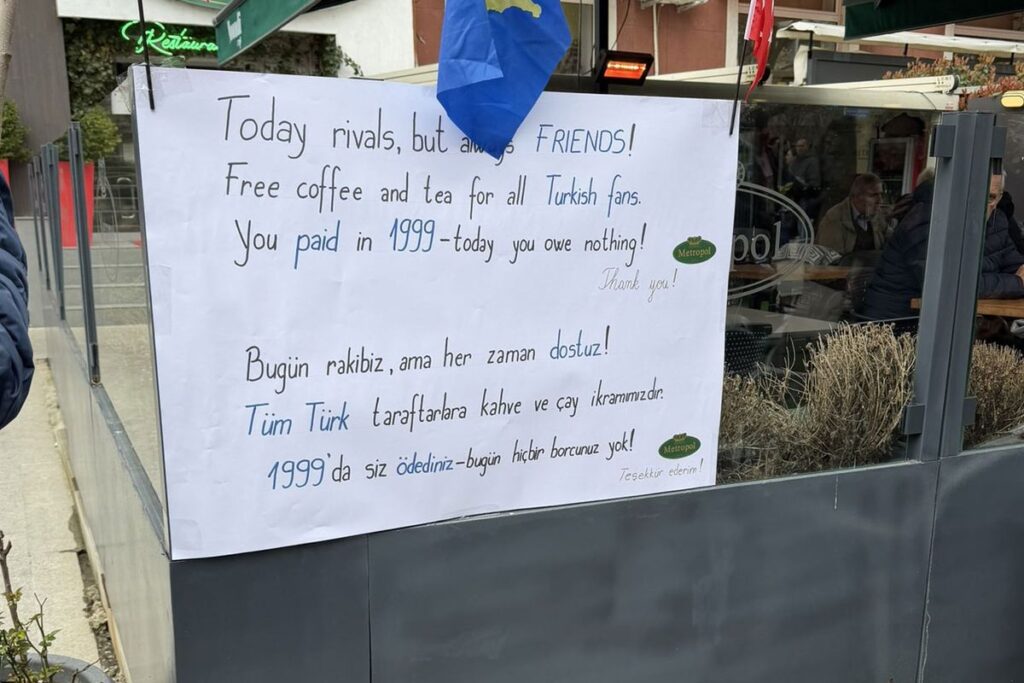 Restaura
Today rivals, but always FRIENDS!
Free coffee and tea for all Turkish fans.
You paid in 1999-today you owe nothing!
Metropol
Thank you!
Bugün rakibiz, ama her zaman dostuz!
Tüm Türk taraftarlara kahve ve çay ikramımızdır.
1999'da siz ödediniz-bugün hiçbir borcunuz yok!
Metropol
Teşekkür ederim!
pol